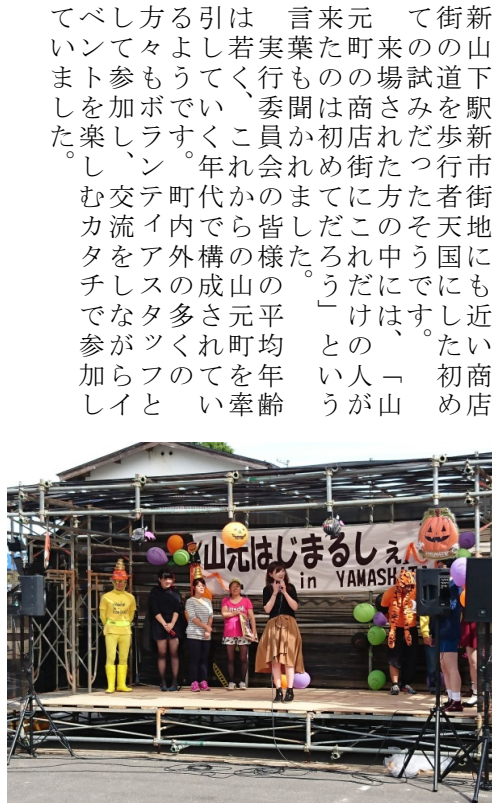 新山下駅新市街地にも近い商店
街の道を歩行者天国にした初め
ての試みだったそうです。
　来場された方の中には、「山
元町の商店街にこれだけの人が
来たのは初めてだろう」という
言葉も聞かれました。
　実行委員会の皆様の平均年齢
は若く、これからの山元町を牽
引していく年代で構成されてい
るようです。町内外の多くの
方々もボランティアスタッフと
して参加し、交流をしながらイ
ベントを楽しむカタチで参加し
ていました。
山元はじまるしぇ
in YAMASHITA